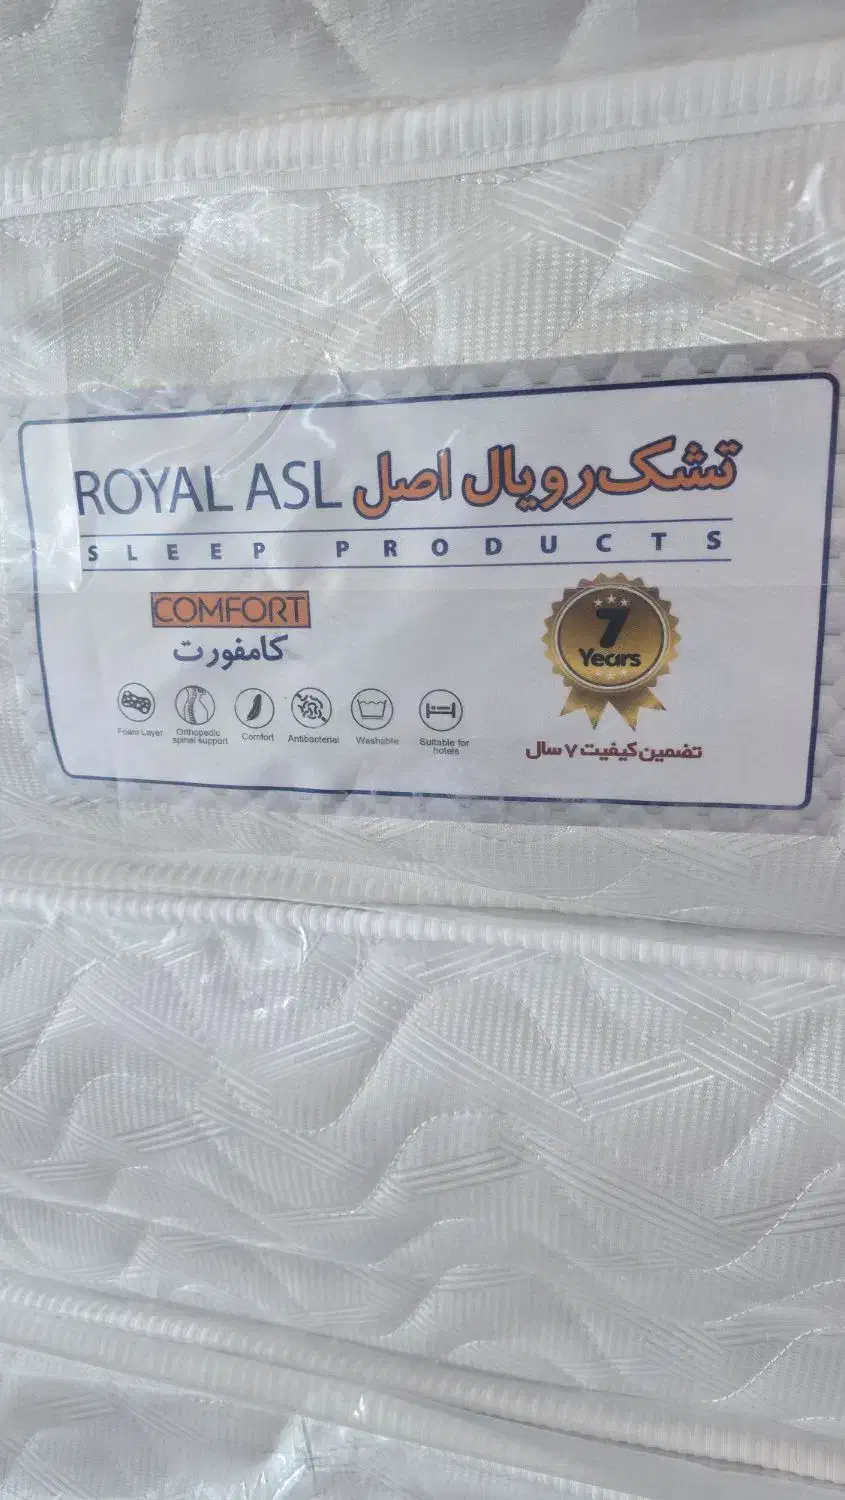 ROYAL ASL تشک رویال اصل
SLEEP PRODUCTS
COMFORT
کامفورت
7
Years
Foam Layer
Orthopedic
spinal support
Comfort
Antibacterial
Washable
Suitable for
hotels
تضمین کیفیت ۷ سال